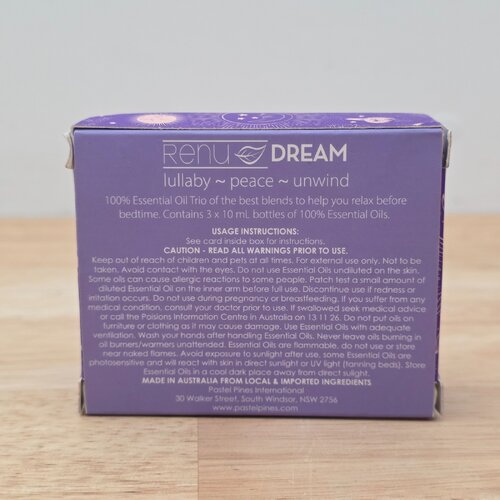 Renu DREAM
lullaby ~ peace ~ unwind
100% Essential Oil Trio of the best blends to help you relax before
bedtime. Contains 3 x 10 mL bottles of 100% Essential Oils.
USAGE INSTRUCTIONS:
See card inside box for instructions.
CAUTION - READ ALL WARNINGS PRIOR TO USE.
Keep out of reach of children and pets at all times. For external use only. Not to be
taken. Avoid contact with the eyes. Do not use Essential Oils undiluted on the skin.
Some oils can cause allergic reactions to some people. Patch test a small amount of
diluted Essential Oil on the inner arm before full use. Discontinue use if redness or
irritation occurs. Do not use during pregnancy or breastfeeding, if you suffer from any
medical condition, consult your doctor prior to use. If swallowed seek medical advice
or call the Poisons Information Centre in Australia on 13 11 26. Do not put oils on
furniture or clothing as it may cause damage. Use Essential Oils with adequate
ventilation. Wash your hands after handling Essential Oils. Never leave oils burning in
oil burners/warmers unattended. Essential Oils are flammable, do not use or store
near naked flames. Avoid exposure to sunlight after use, some Essential Oils are
photosensitive and will react with skin in direct sunlight or UV light (tanning beds). Store
Essential Oils in a cool dark place away from direct sulight.
MADE IN AUSTRALIA FROM LOCAL & IMPORTED INGREDIENTS
Pastel Pines International
30 Walker Street, South Windsor, NSW 2756
www.pastelpines.com